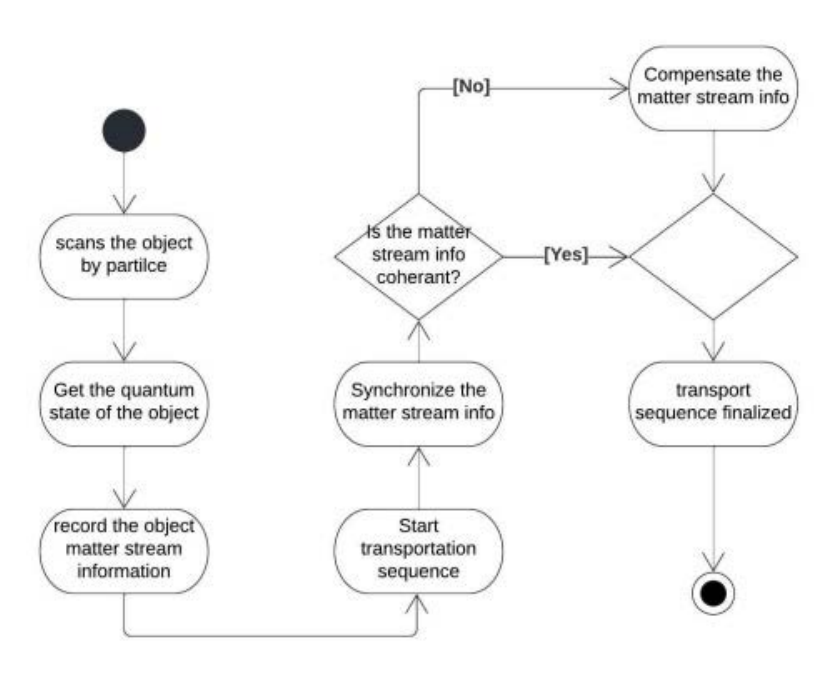 scans the object
by partilce
Get the quantum
state of the object
record the object
matter stream
information
Start
transportation
sequence
Synchronize the
matter stream info
Is the matter
stream info
coherant?
[No]
[Yes]
Compensate the
matter stream info
transport
sequence finalized